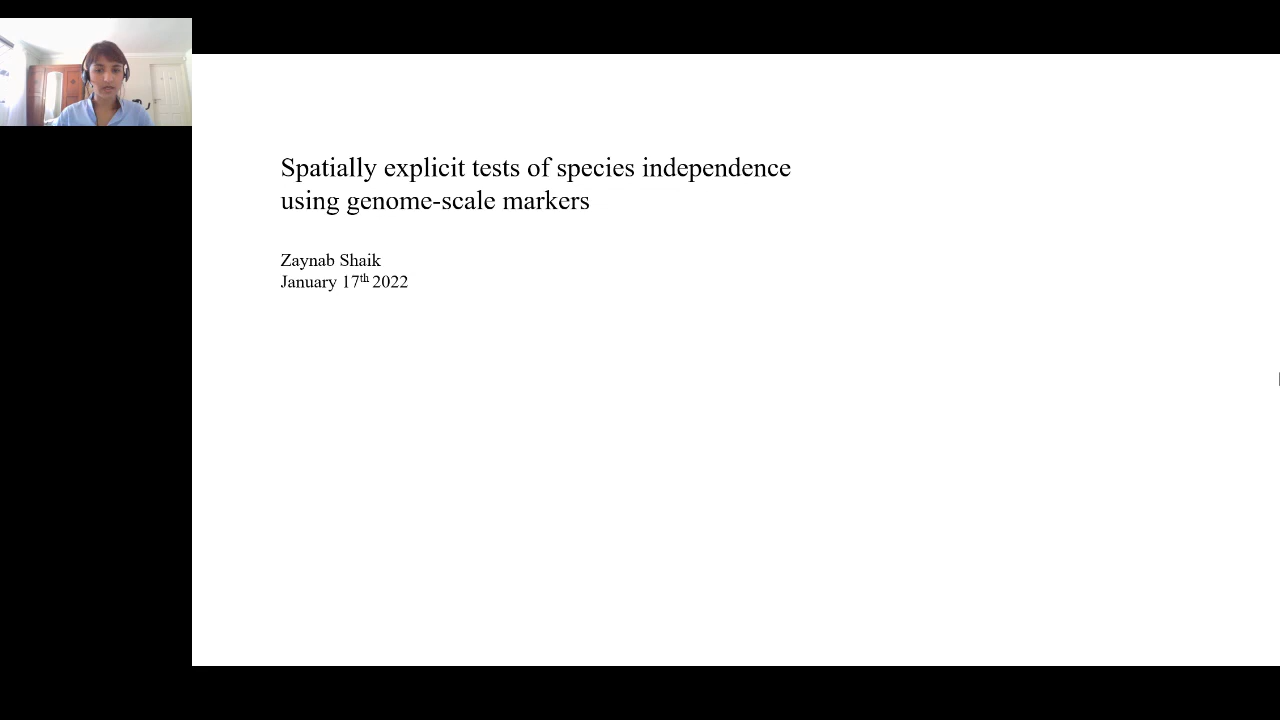 Spatially explicit tests of species independence
using genome-scale markers
Zaynab Shaik
January 17th 2022